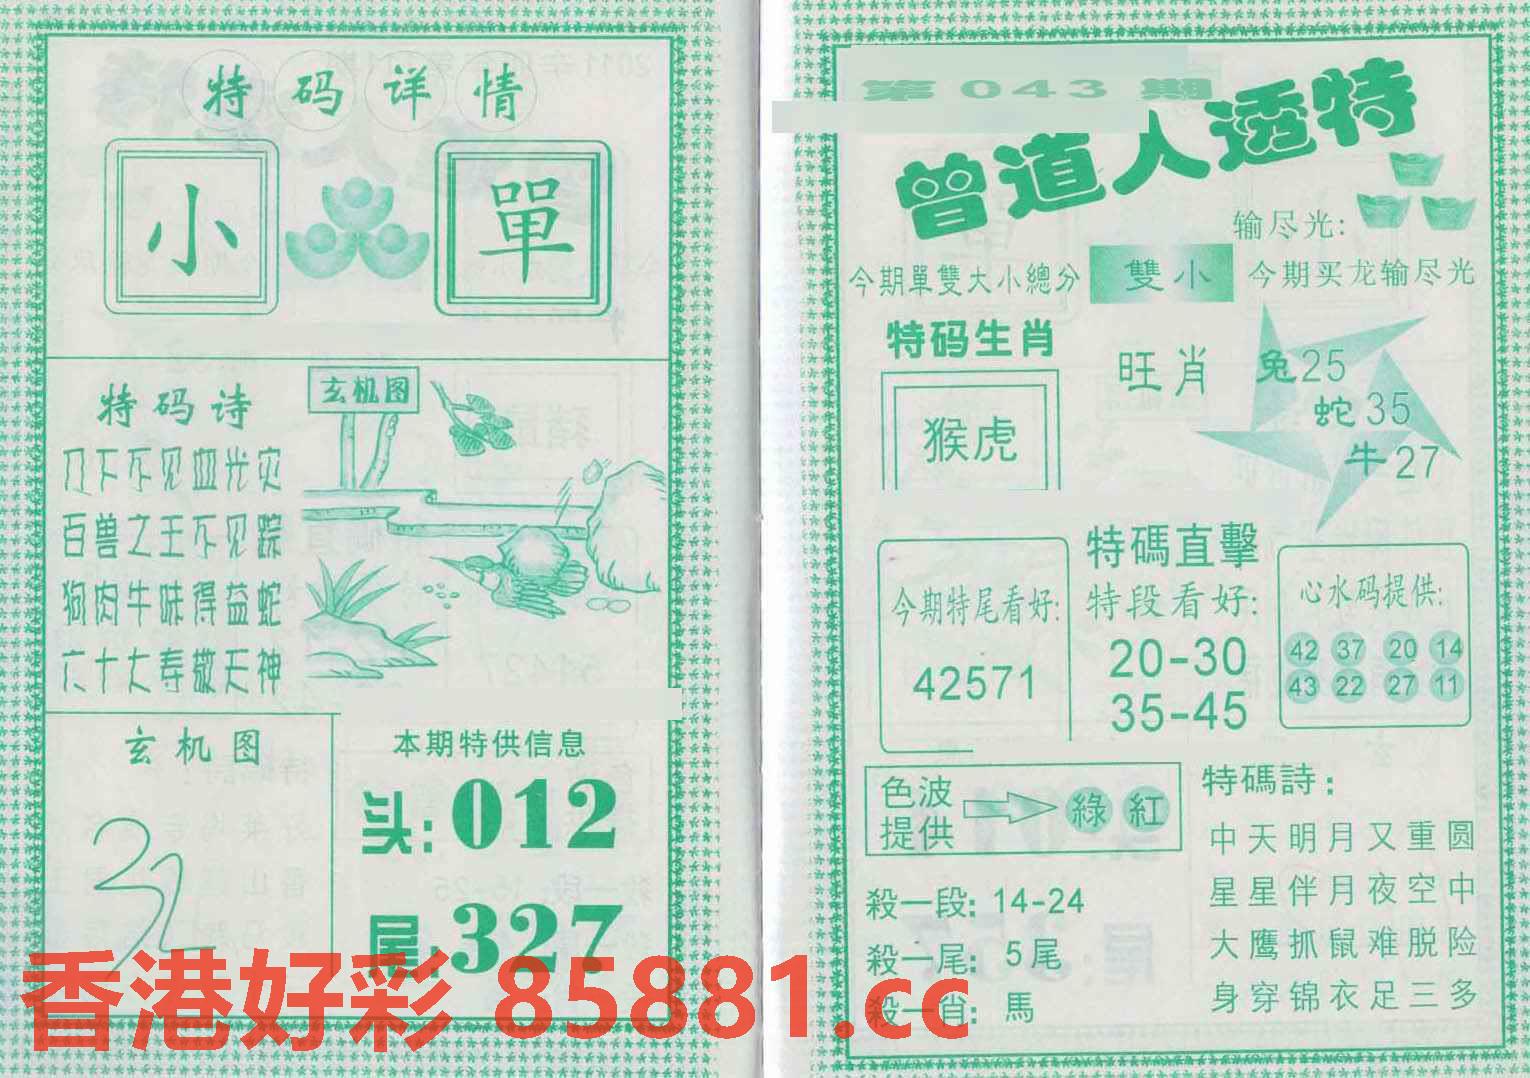 特码详情
小 單
特码诗
刀下不见血光灾
百兽之王不见踪
狗肉牛味得益蛇
六十大寿敬天神
玄机图
玄机图
本期特供信息
头:012
尾:327
第043期
曾道人透特
输尽光:
今期單雙大小總分 雙小 今期买龙输尽光
特码生肖
猴虎
旺肖
兔25
蛇35
牛27
今期特尾看好:
42571
特碼直擊
特段看好:
20-30
35-45
心水码提供:
42 37 20 14
43 22 27 11
色波
提供
綠 紅
殺一段: 14-24
殺一尾: 5尾
殺一肖: 馬
特碼詩:
中天明月又重圆
星星伴月夜空中
大鹰抓鼠难脱险
身穿锦衣足三多
香港好彩 85881.cc